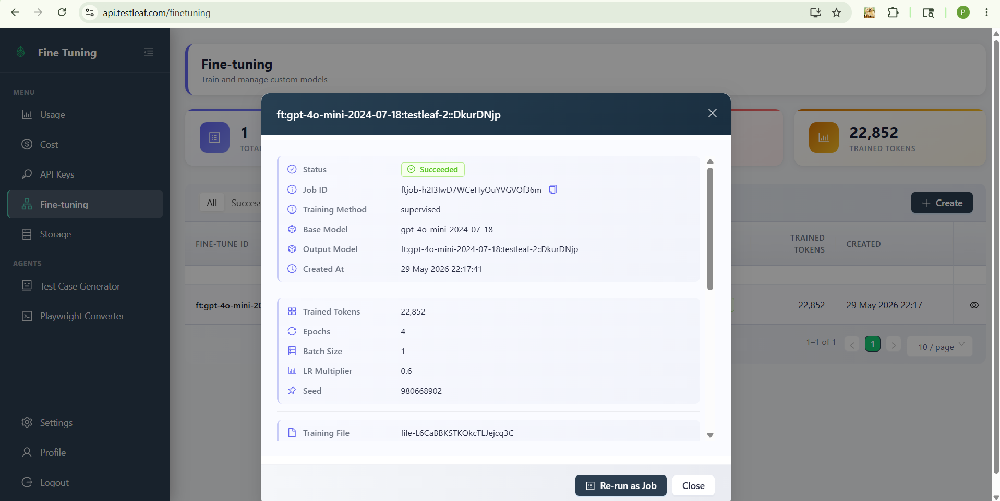 api.testleaf.com/finetuning
P
Fine Tuning
MENU
Usage
Cost
API Keys
Fine-tuning
Storage
AGENTS
Test Case Generator
Playwright Converter
Settings
Profile
Logout
Fine-tuning
Train and manage custom models
1
TOTAL
22,852
TRAINED TOKENS
All
Success
+ Create
FINE-TUNE ID
TRAINED
TOKENS
CREATED
ft:gpt-4o-mini-20
22,852
29 May 2026 22:17
1–1 of 1
<
1
>
10 / page
ft:gpt-4o-mini-2024-07-18:testleaf-2::DkurDNjp
Status
Succeeded
Job ID
ftjob-h2I3IwD7WCeHyOuYVGVOf36m
Training Method
supervised
Base Model
gpt-4o-mini-2024-07-18
Output Model
ft:gpt-4o-mini-2024-07-18:testleaf-2::DkurDNjp
Created At
29 May 2026 22:17:41
Trained Tokens
22,852
Epochs
4
Batch Size
1
LR Multiplier
0.6
Seed
980668902
Training File
file-L6CaBBKSTKQkcTLJejcq3C
Re-run as Job
Close